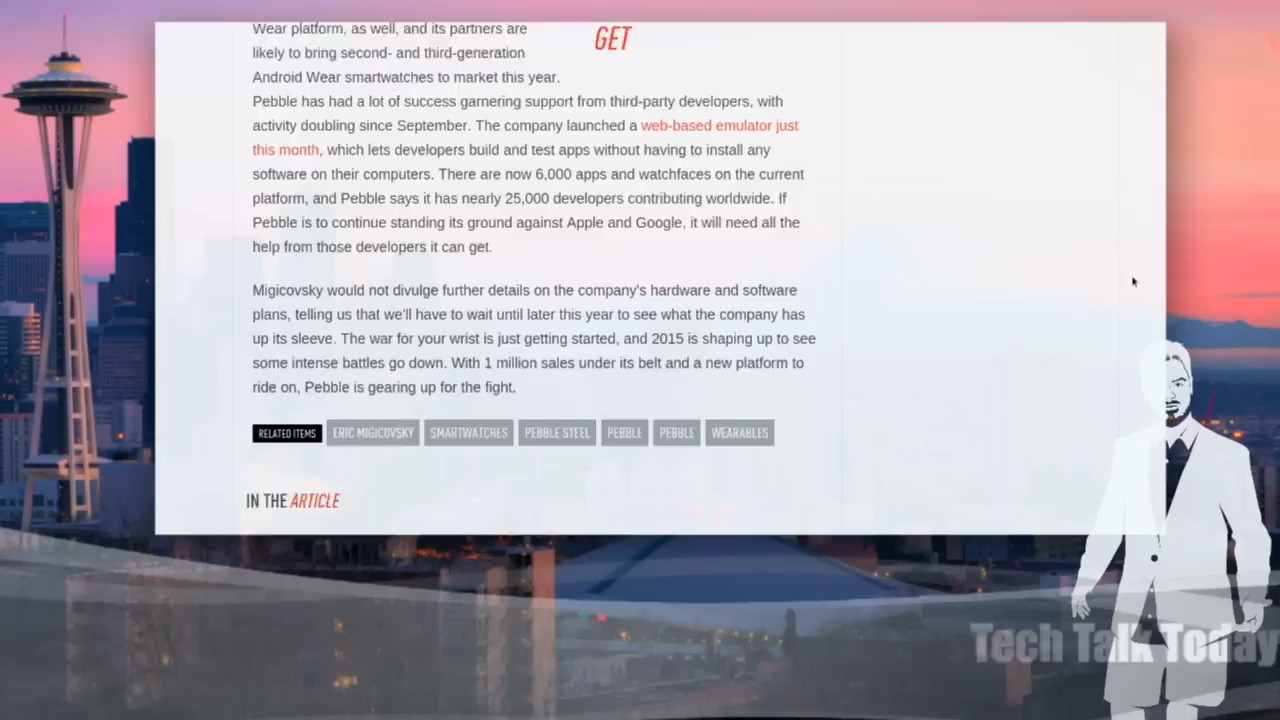 Wear platform, as well, and its partners are
GET
likely to bring second- and third-generation
Android Wear smartwatches to market this year.
Pebble has had a lot of success garnering support from third-party developers, with
activity doubling since September. The company launched a web-based emulator just
this month, which lets developers build and test apps without having to install any
software on their computers. There are now 6,000 apps and watchfaces on the current
platform, and Pebble says it has nearly 25,000 developers contributing worldwide. If
Pebble is to continue standing its ground against Apple and Google, it will need all the
help from those developers it can get.
Migicovsky would not divulge further details on the company's hardware and software
plans, telling us that we'll have to wait until later this year to see what the company has
up its sleeve. The war for your wrist is just getting started, and 2015 is shaping up to see
some intense battles go down. With 1 million sales under its belt and a new platform to
ride on, Pebble is gearing up for the fight.
RELATED ITEMS ERIC MIGICOVSKY SMARTWATCHES PEBBLE STEEL PEBBLE PEBBLE WEARABLES
IN THE ARTICLE
Tech Talk Today